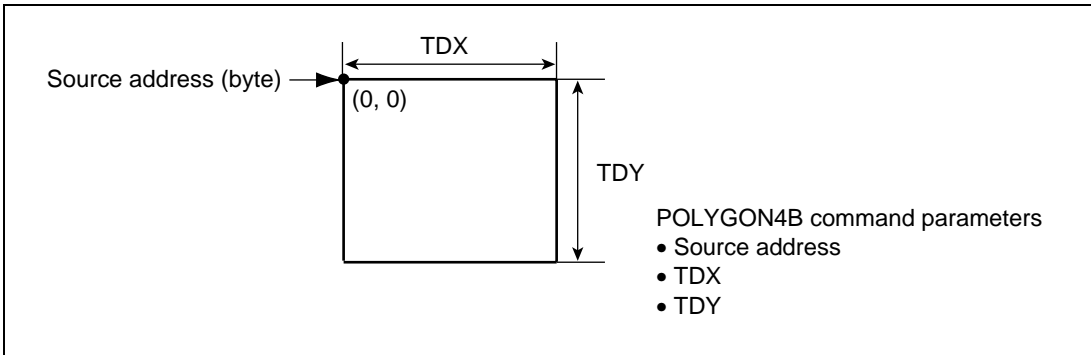 TDX
Source address (byte)
(0, 0)
TDY
POLYGON4B command parameters
• Source address
• TDX
• TDY